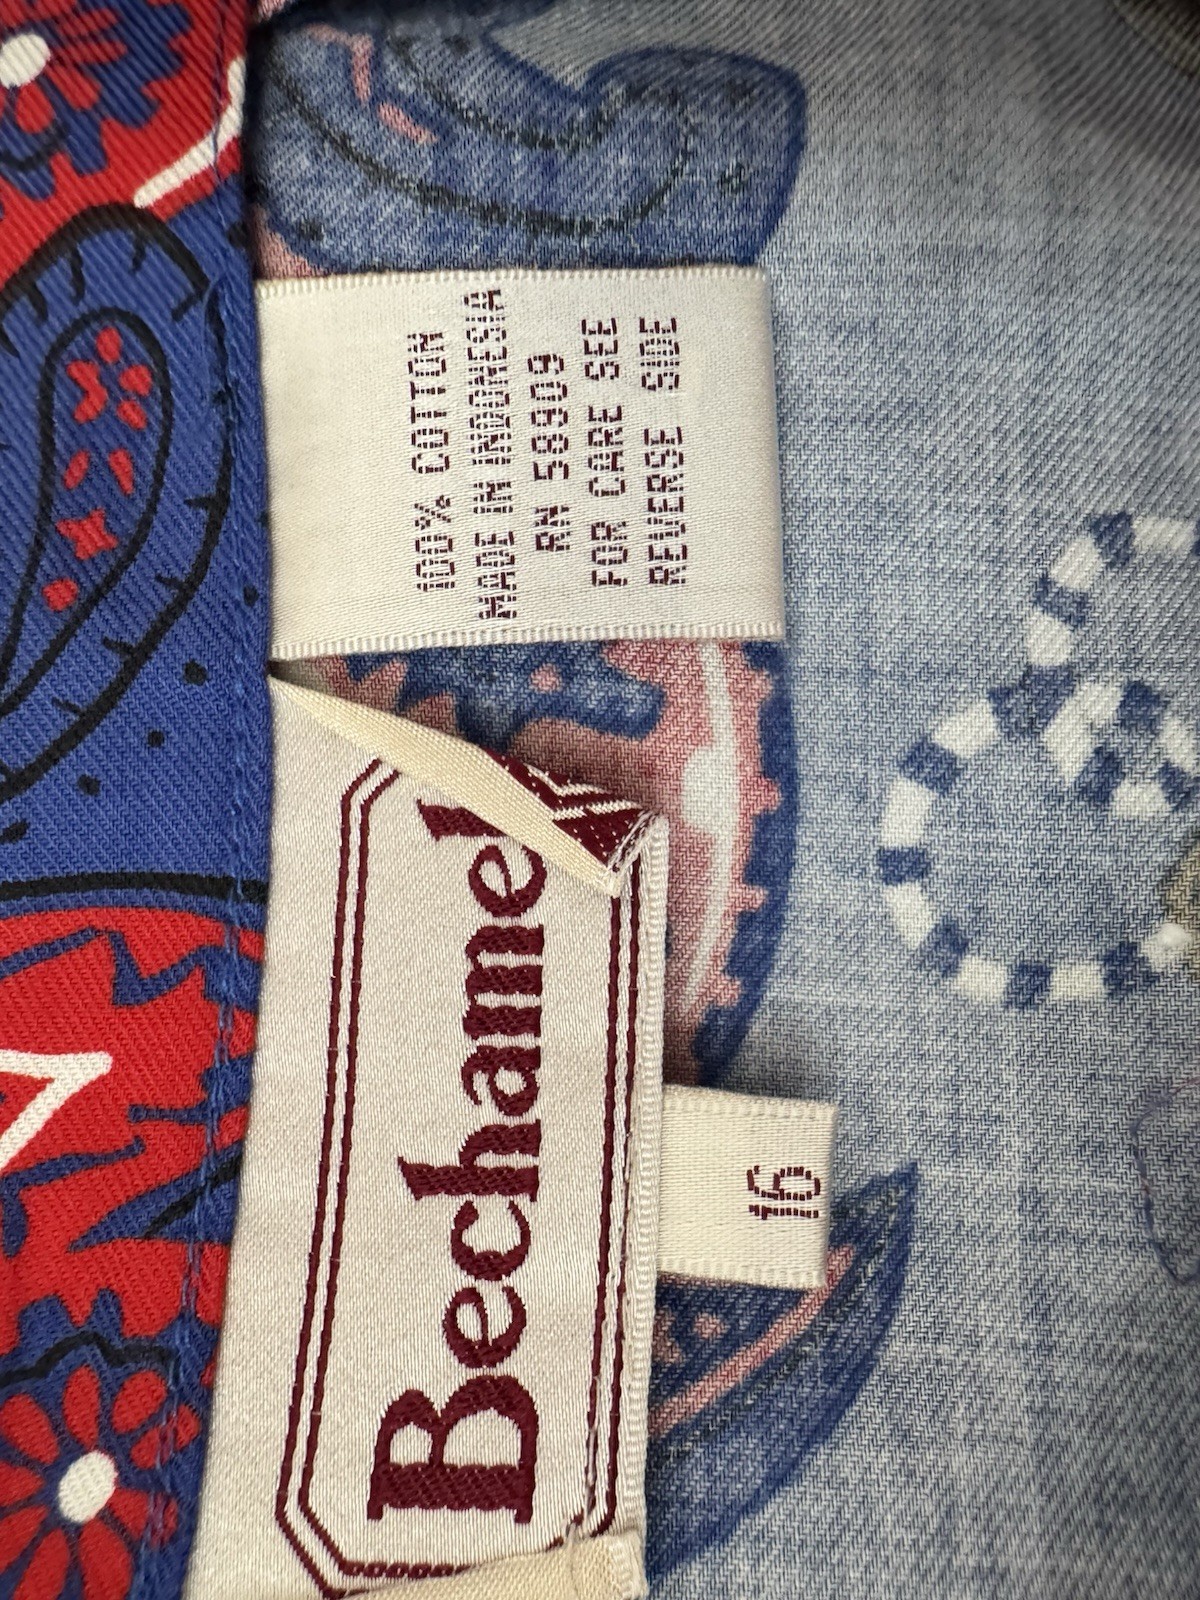 100% COTTON
MADE IN INDONESIA
RN 58909
FOR CARE SEE
REVERSE SIDE
Bechamel
16